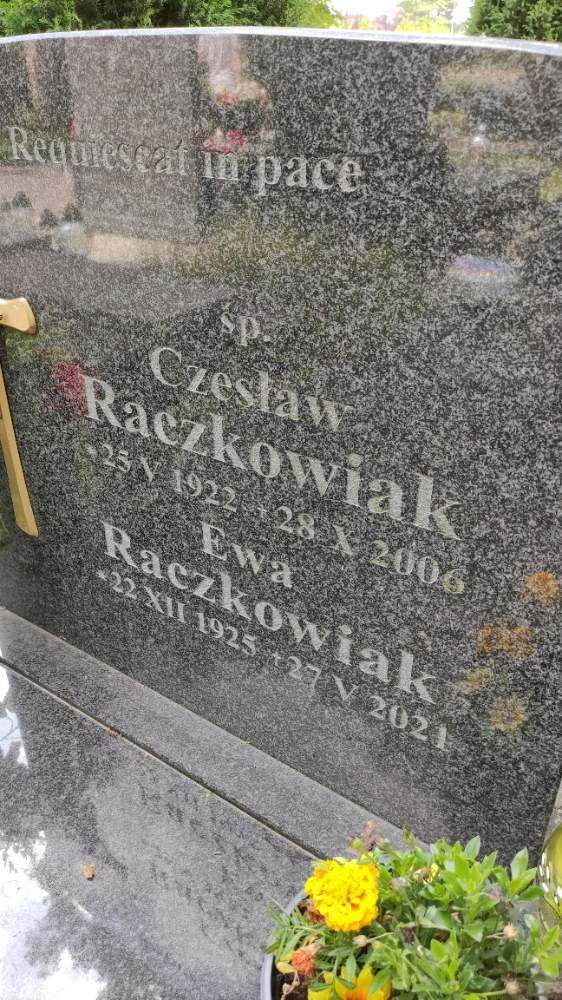 Requiescat in pace
śp.
Czesław
Raczkowiak
*25 V 1922 +28 X 2006
Ewa
Raczkowiak
*22 XII 1925 +27 V 2021